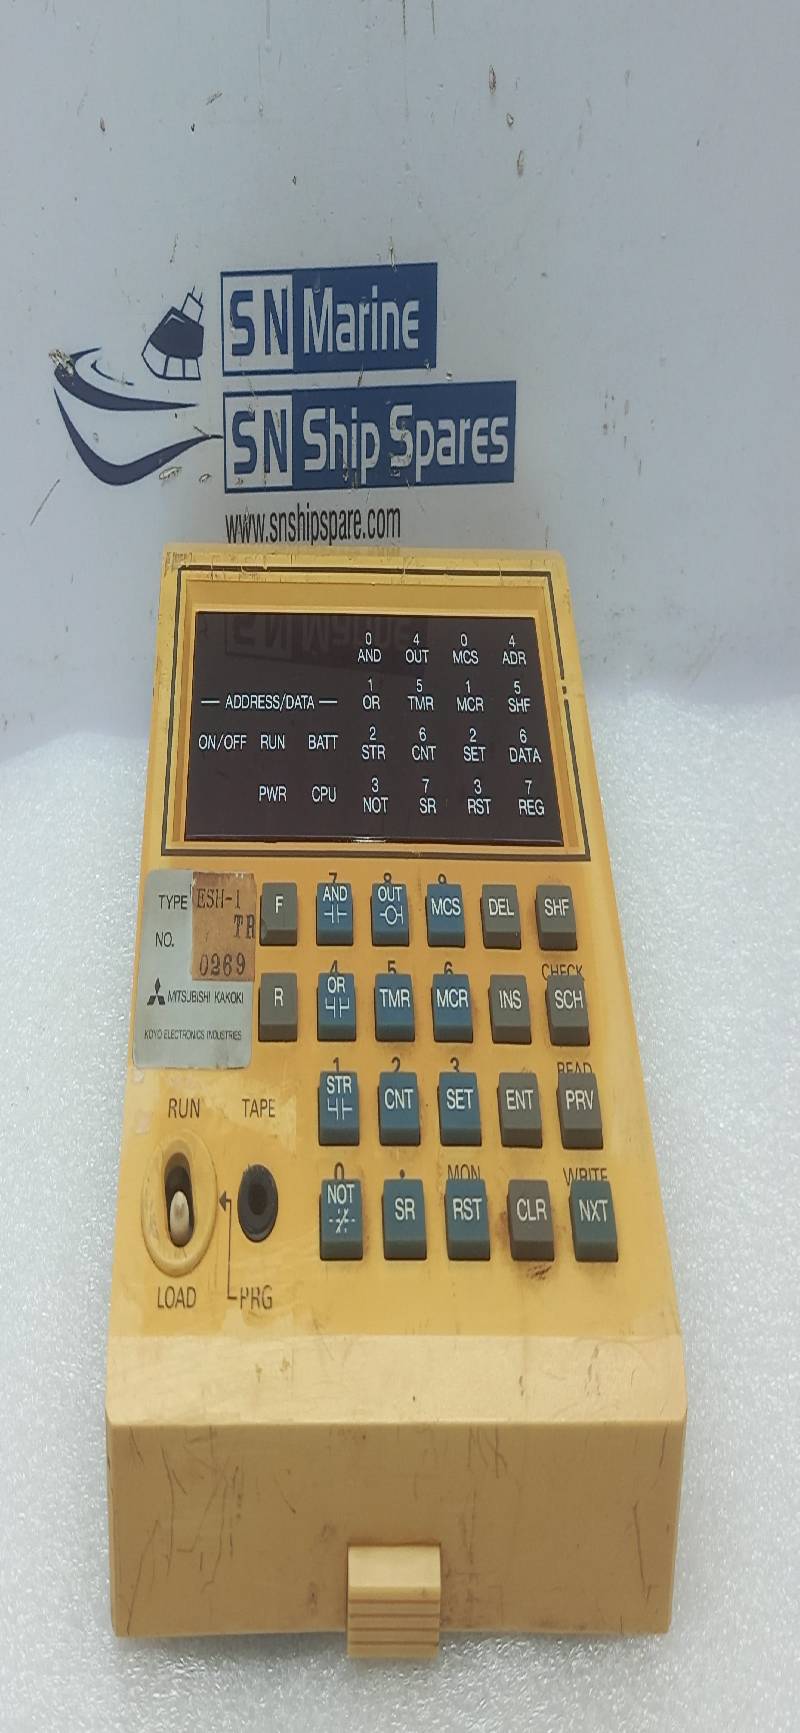 SN Marine
SN Ship Spares
www.snshipspare.com
0 4 0 4
AND OUT MCS ADR
1 5 1 5
— ADDRESS/DATA — OR TMR MCR SHF
2 6 2 6
ON/OFF RUN BATT STR CNT SET DATA
3 7 3 7
PWR CPU NOT SR RST REG
TYPE ESH-1
TR
NO. 0269
MITSUBISHI KAKOKI
KOYO ELECTRONICS INDUSTRIES
7 8 9
F AND OUT MCS DEL SHF
4 5 6 CHECK
R OR TMR MCR INS SCH
1 2 3 READ
STR CNT SET ENT PRV
0 . MON WRITE
NOT SR RST CLR NXT
RUN TAPE
LOAD PRG